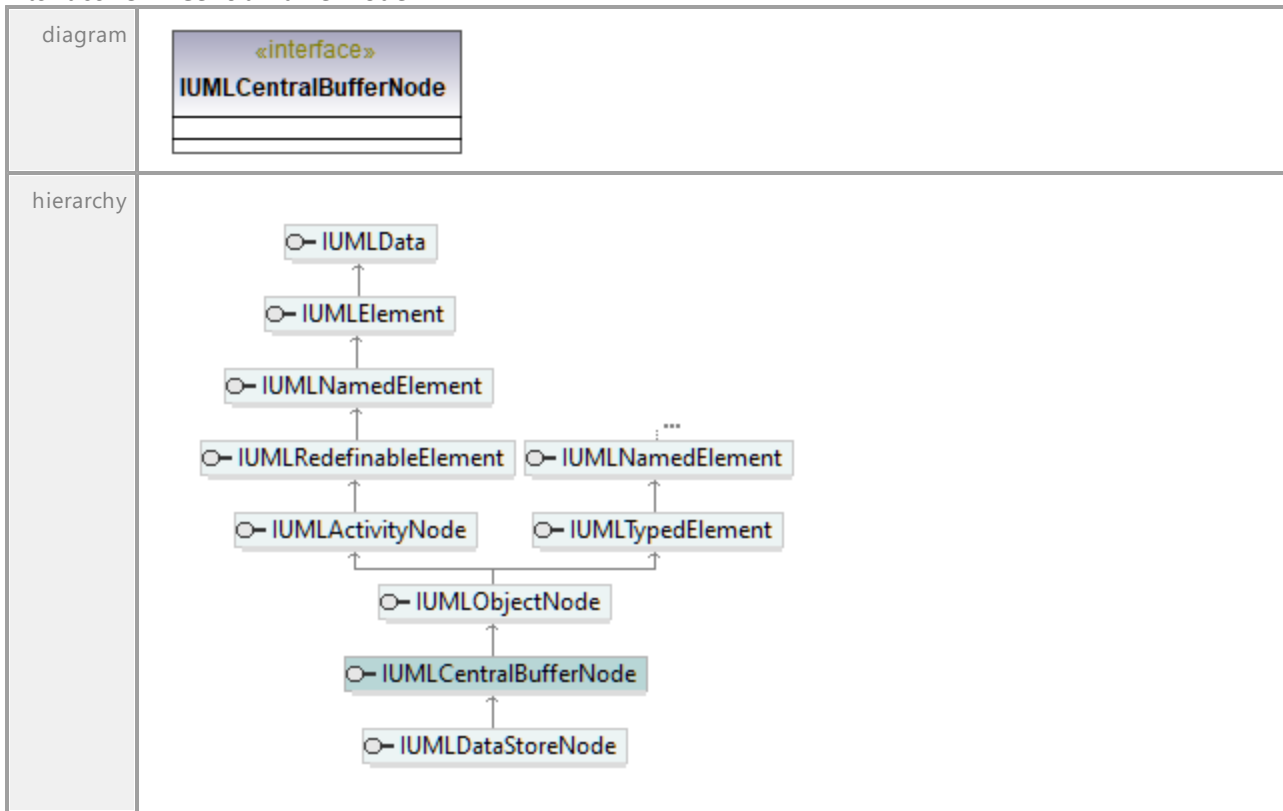 diagram
«interface»
IUMLCentralBufferNode
hierarchy
IUMLData
IUMLElement
IUMLNamedElement
...
IUMLRedefinableElement IUMLNamedElement
IUMLActivityNode IUMLTypedElement
IUMLObjectNode
IUMLCentralBufferNode
IUMLDataStoreNode